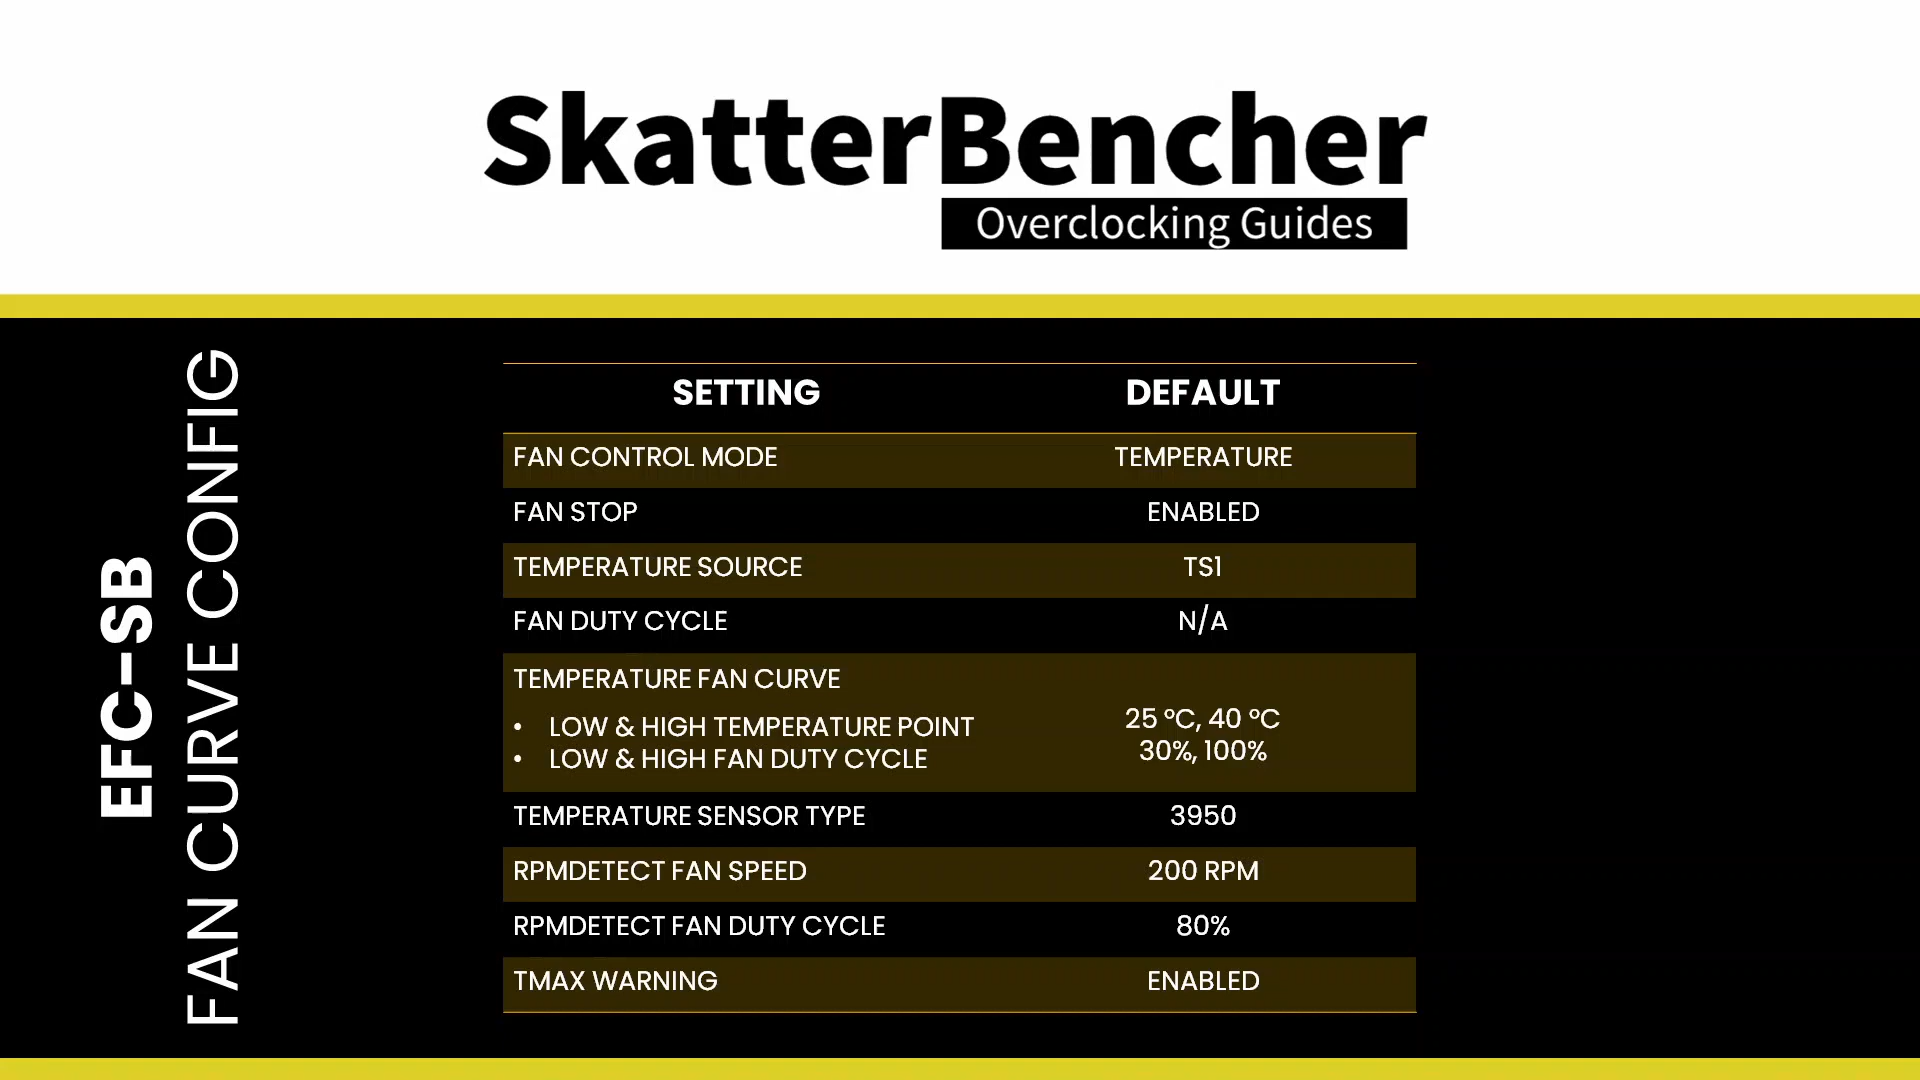 SkatterBencher
Overclocking Guides
EFC-SB
FAN CURVE CONFIG
SETTING DEFAULT
FAN CONTROL MODE TEMPERATURE
FAN STOP ENABLED
TEMPERATURE SOURCE TS1
FAN DUTY CYCLE N/A
TEMPERATURE FAN CURVE
• LOW & HIGH TEMPERATURE POINT 25 °C, 40 °C
• LOW & HIGH FAN DUTY CYCLE 30%, 100%
TEMPERATURE SENSOR TYPE 3950
RPMDETECT FAN SPEED 200 RPM
RPMDETECT FAN DUTY CYCLE 80%
TMAX WARNING ENABLED